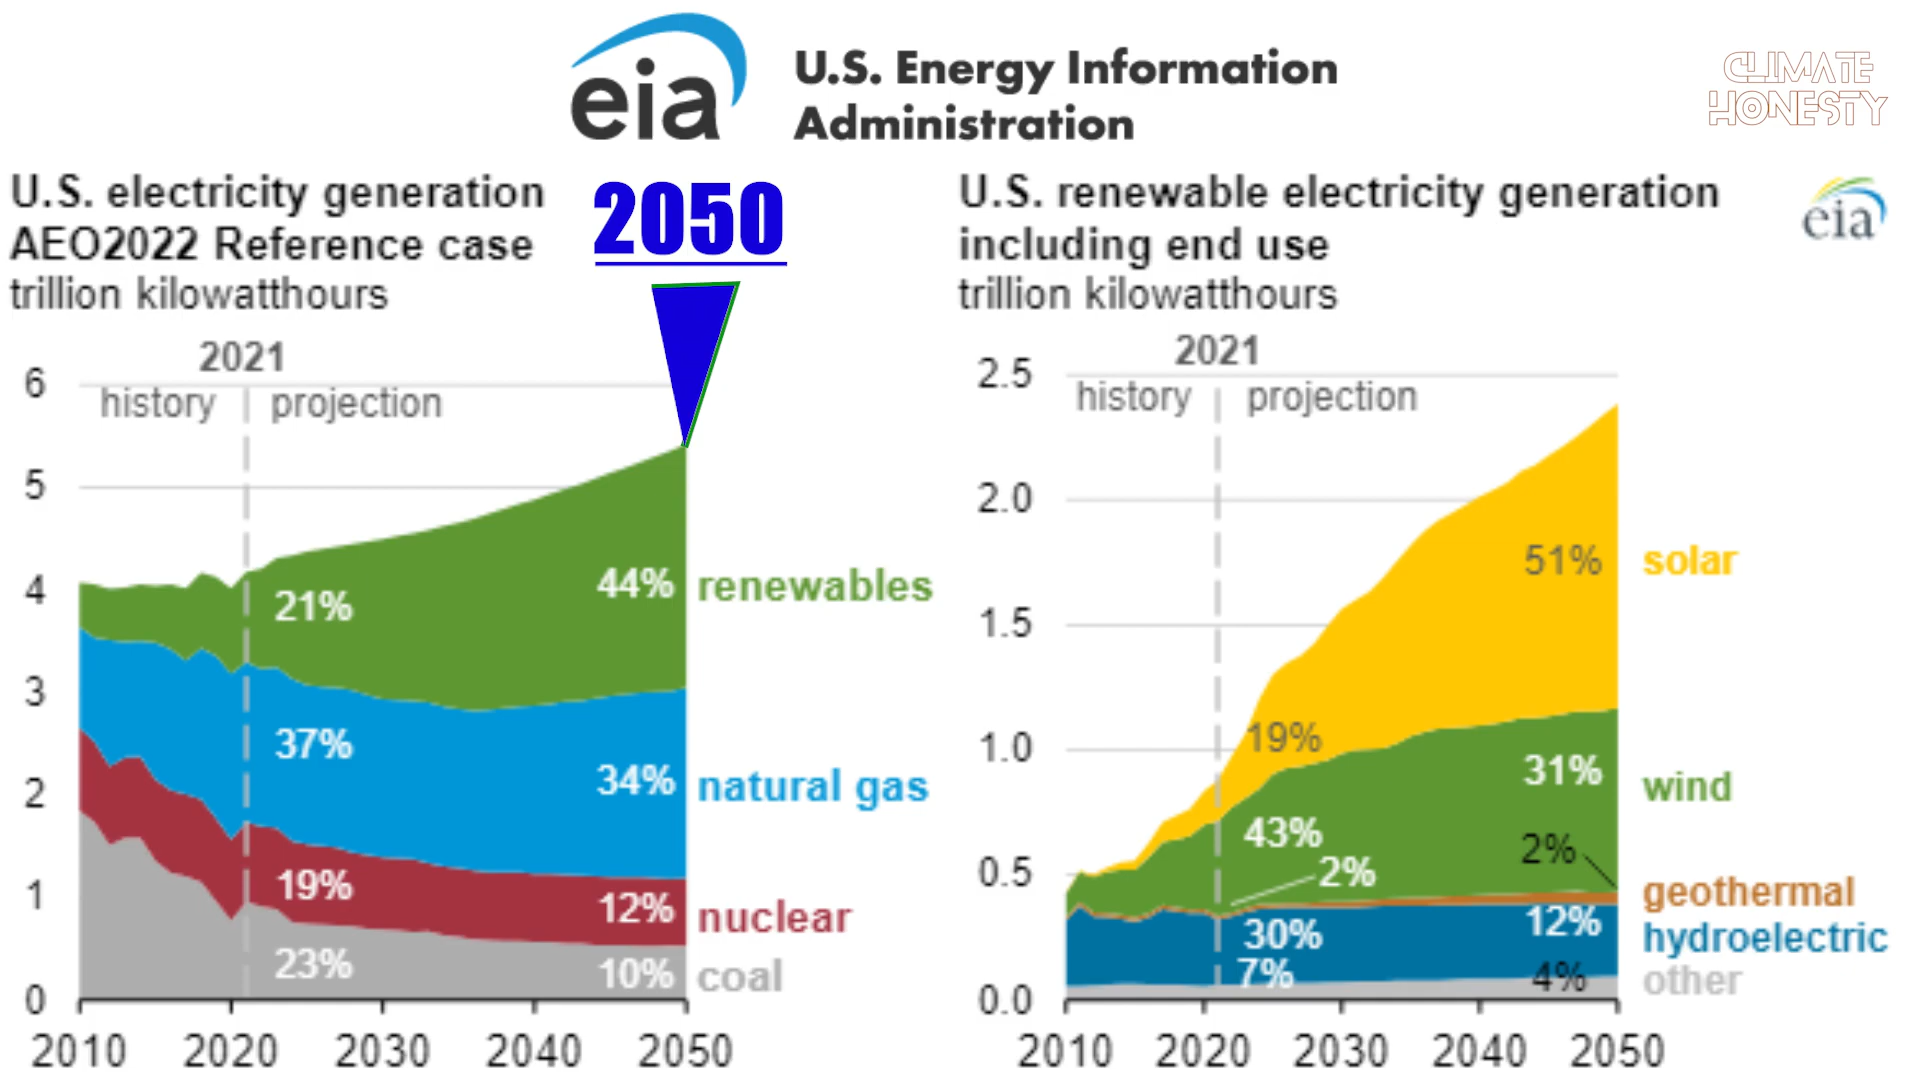 eia
U.S. Energy Information
Administration
CLIMATE
HONESTY
U.S. electricity generation
AEO2022 Reference case
trillion kilowatthours
2050
2021
history
projection
6
5
4
3
2
1
0
21%
37%
19%
23%
44%
34%
12%
10%
renewables
natural gas
nuclear
coal
2010
2020
2030
2040
2050
U.S. renewable electricity generation
including end use
trillion kilowatthours
eia
2021
history
projection
2.5
2.0
1.5
1.0
0.5
0.0
19%
43%
2%
30%
7%
51%
31%
2%
12%
4%
solar
wind
geothermal
hydroelectric
other
2010
2020
2030
2040
2050